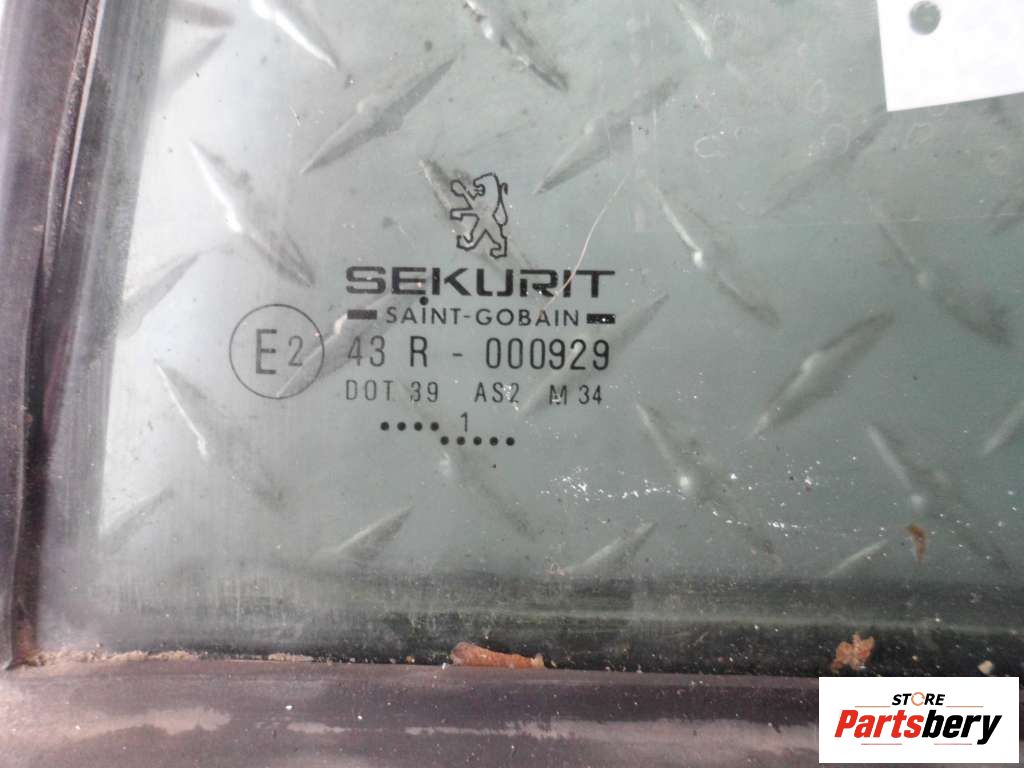 SEKURIT
SAINT-GOBAIN
E2 43 R - 000929
DOT 39 AS2 M 34
•••• 1 •••••
STORE
Partsbery